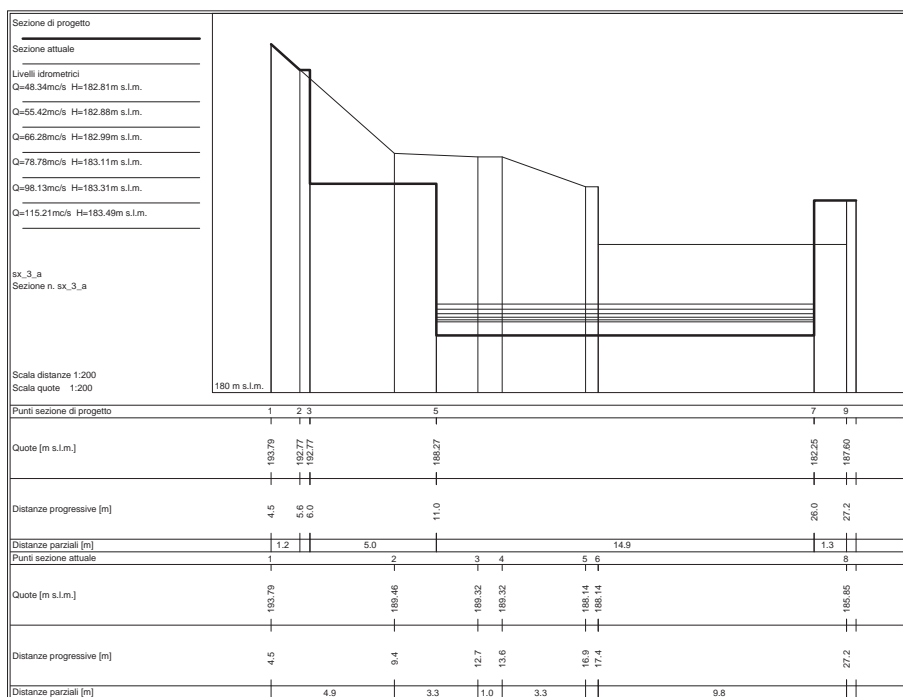 Sezione di progetto
Sezione attuale
Livelli idrometrici
Q=48.34mc/s H=182.81m s.l.m.
Q=55.42mc/s H=182.88m s.l.m.
Q=66.28mc/s H=182.99m s.l.m.
Q=78.78mc/s H=183.11m s.l.m.
Q=98.13mc/s H=183.31m s.l.m.
Q=115.21mc/s H=183.49m s.l.m.
sx_3_a
Sezione n. sx_3_a
Scala distanze 1:200
Scala quote 1:200
180 m s.l.m.
Punti sezione di progetto 1 2 3 5 7 9
Quote [m s.l.m.] 193.79 192.77 192.77 188.27 182.25 187.60
Distanze progressive [m] 4.5 5.6 6.0 11.0 26.0 27.2
Distanze parziali [m] 1.2 5.0 14.9 1.3
Punti sezione attuale 1 2 3 4 5 6 8
Quote [m s.l.m.] 193.79 189.46 189.32 189.32 188.14 188.14 185.85
Distanze progressive [m] 4.5 9.4 12.7 13.6 16.9 17.4 27.2
Distanze parziali [m] 4.9 3.3 1.0 3.3 9.8